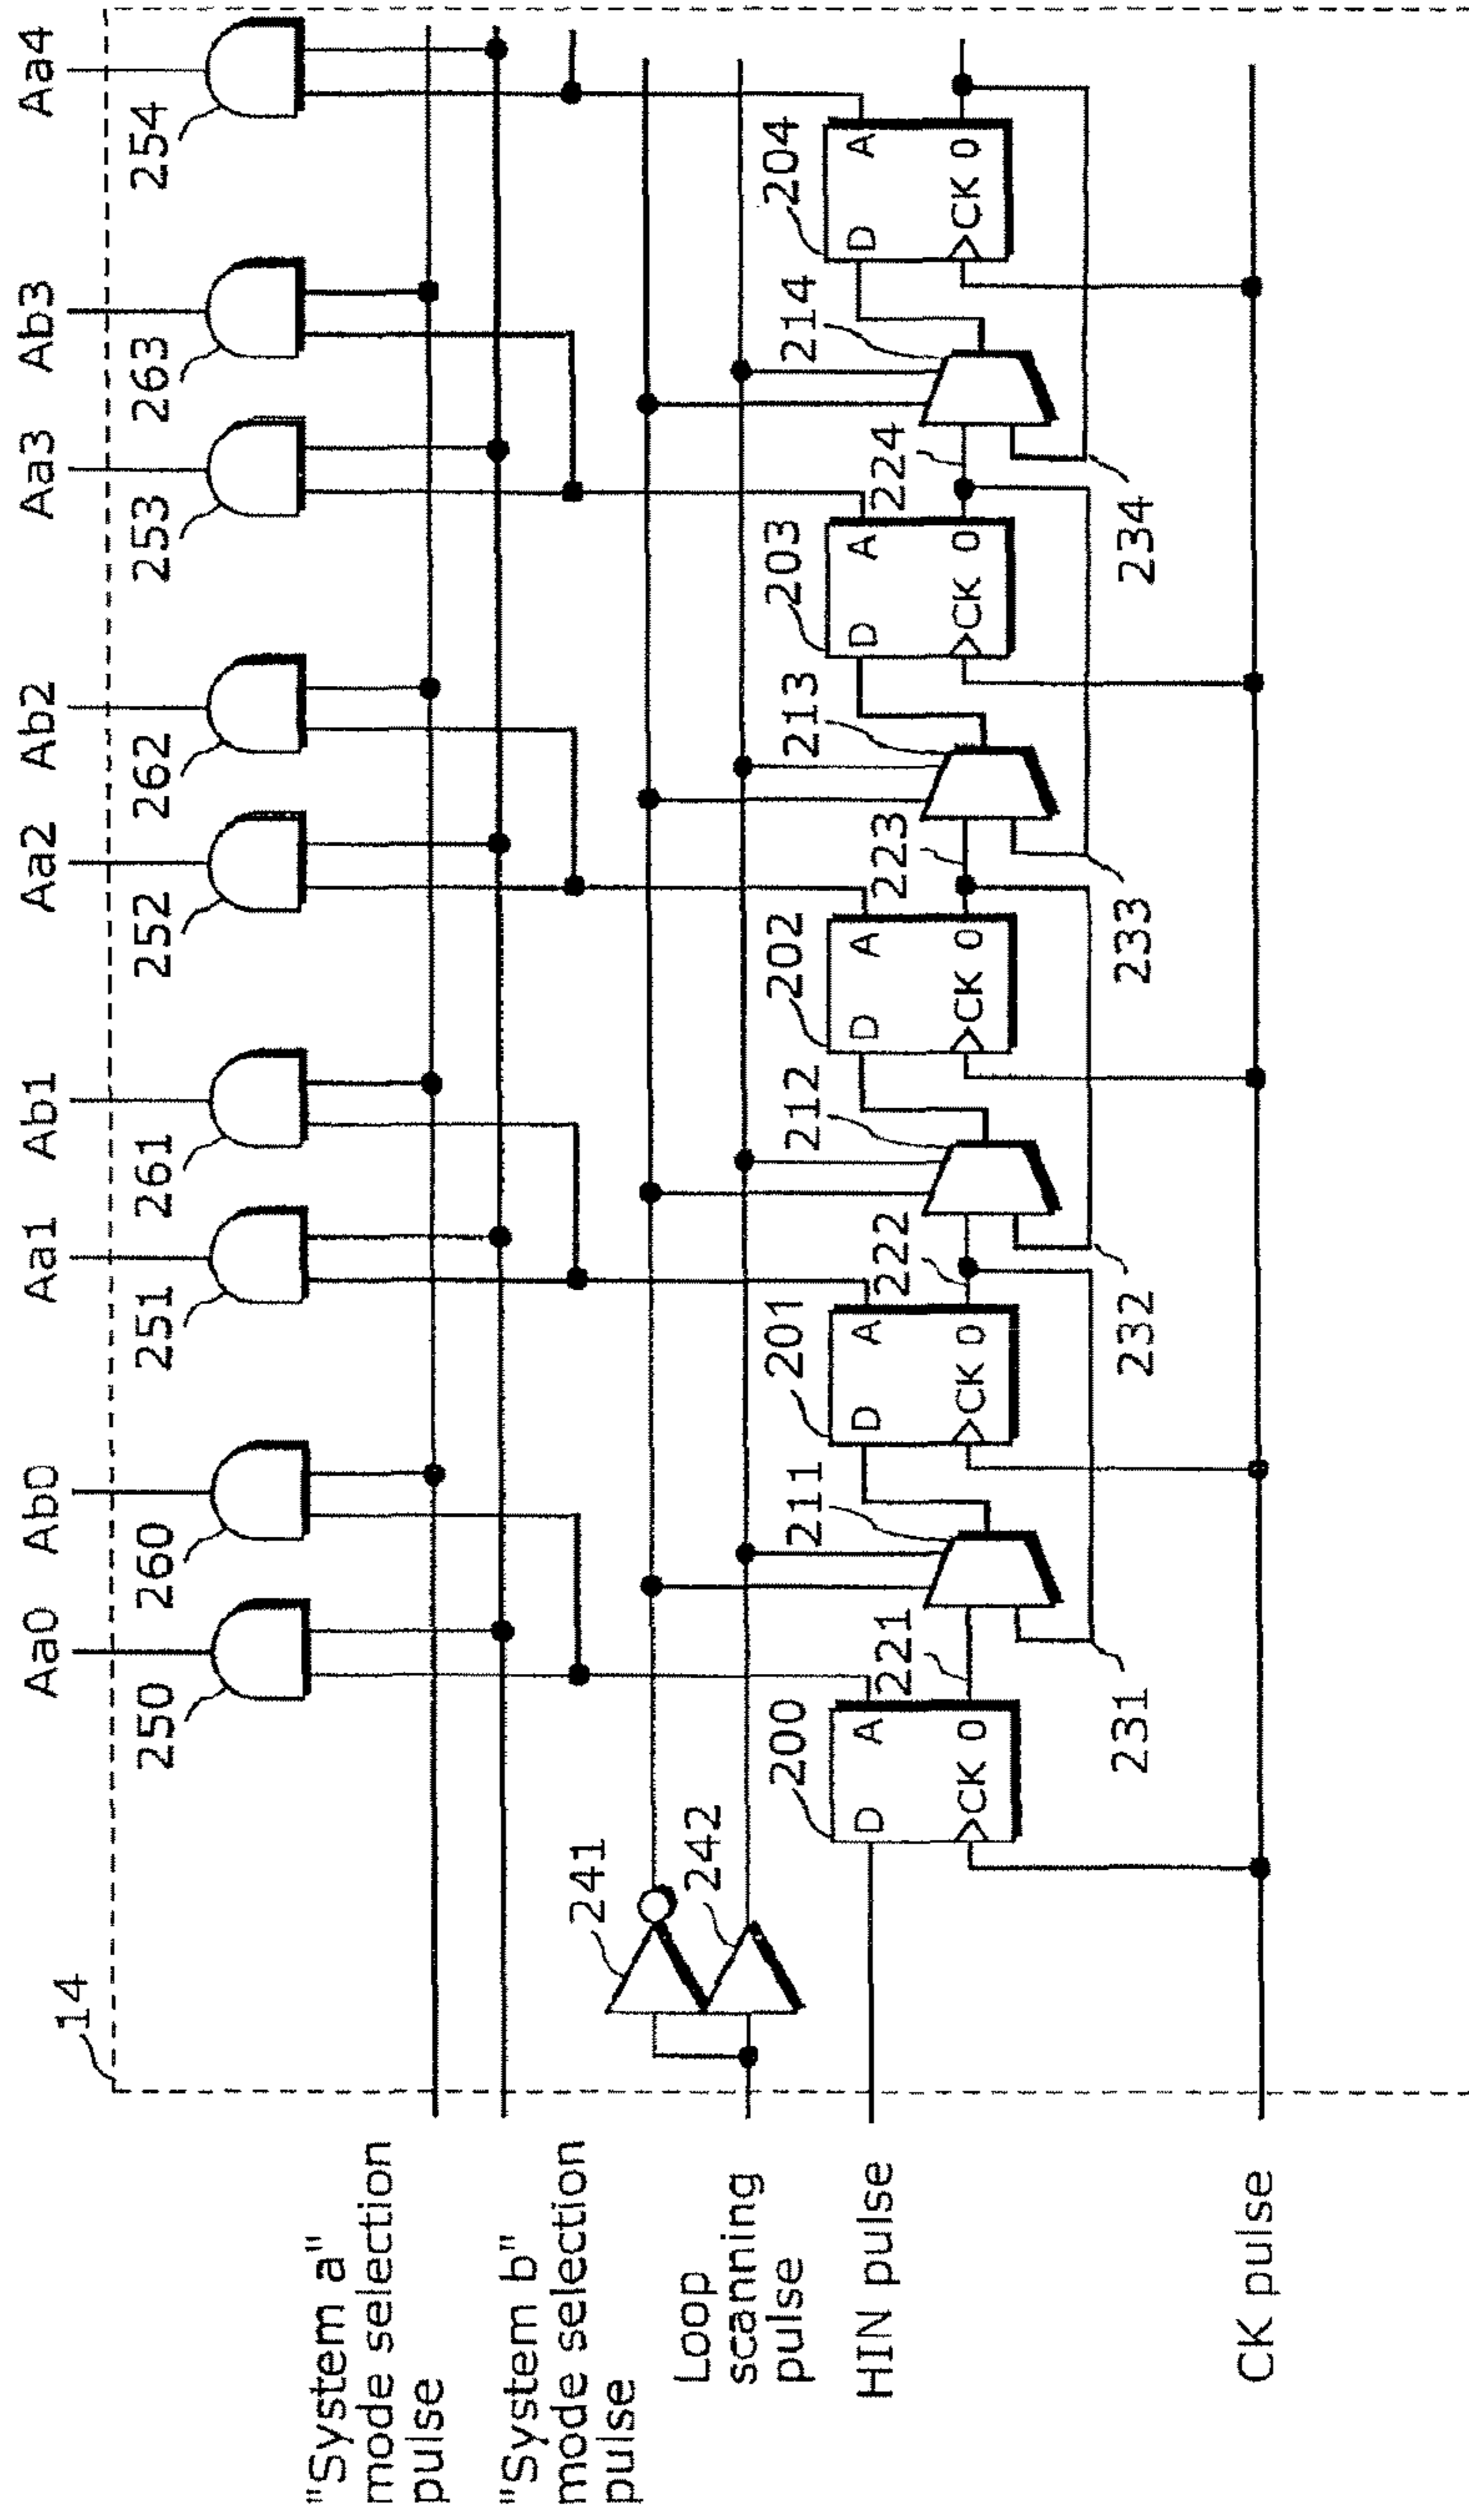 14
Aa0
Ab0
Aa1
Ab1
Aa2
Ab2
Aa3
Ab3
Aa4
250
260
251
261
252
262
253
263
254
"System a"
mode selection
pulse
"System b"
mode selection
pulse
241
242
Loop
scanning
pulse
HIN pulse
200
221
211
201
222
212
202
223
213
203
224
214
204
D A
CK 0
D A
CK 0
D A
CK 0
D A
CK 0
D A
CK 0
231
232
233
234
CK pulse